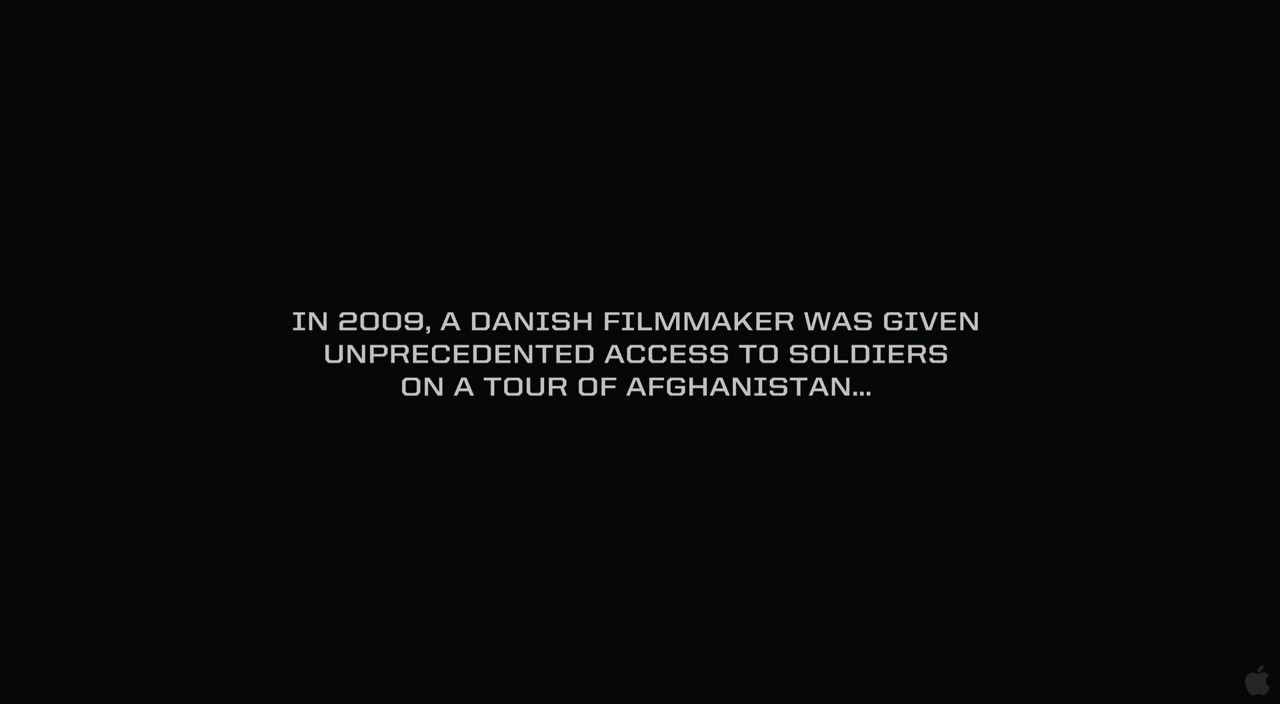 IN 2009, A DANISH FILMMAKER WAS GIVEN
UNPRECEDENTED ACCESS TO SOLDIERS
ON A TOUR OF AFGHANISTAN...